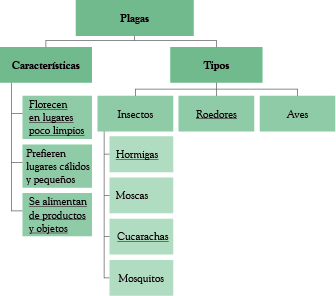 Plagas
Características
Tipos
Florecen
en lugares
poco limpios
Prefieren
lugares cálidos
y pequeños
Se alimentan
de productos
y objetos
Insectos
Roedores
Aves
Hormigas
Moscas
Cucarachas
Mosquitos